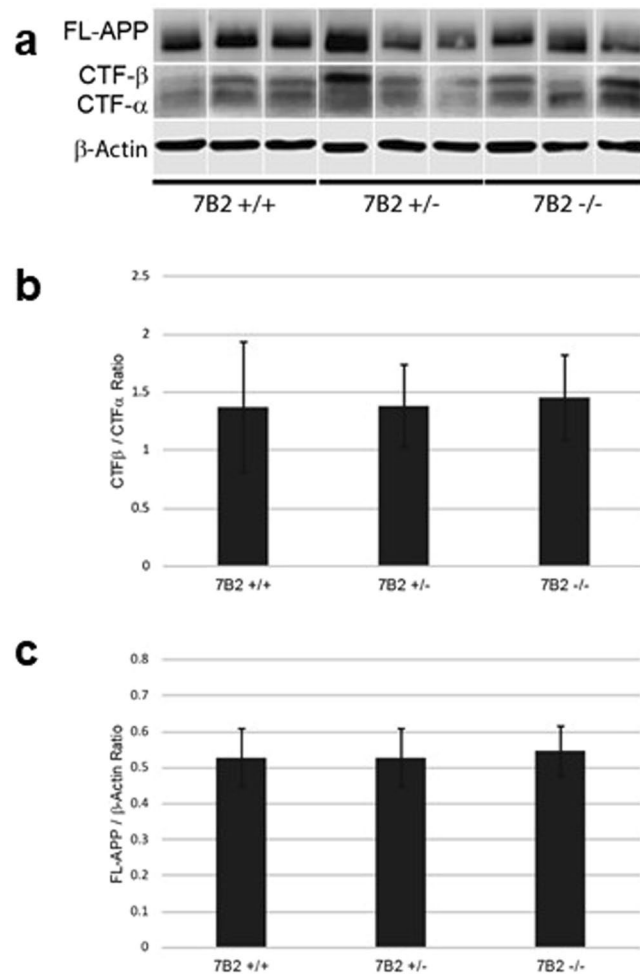 a
FL-APP
CTF-β
CTF-α
β-Actin
7B2 +/+ 7B2 +/- 7B2 -/-
b
CTFβ / CTFα Ratio
2.5
2
1.5
1
0.5
0
7B2 +/+ 7B2 +/- 7B2 -/-
c
FL-APP / β-Actin Ratio
0.8
0.7
0.6
0.5
0.4
0.3
0.2
0.1
0
7B2 +/+ 7B2 +/- 7B2 -/-